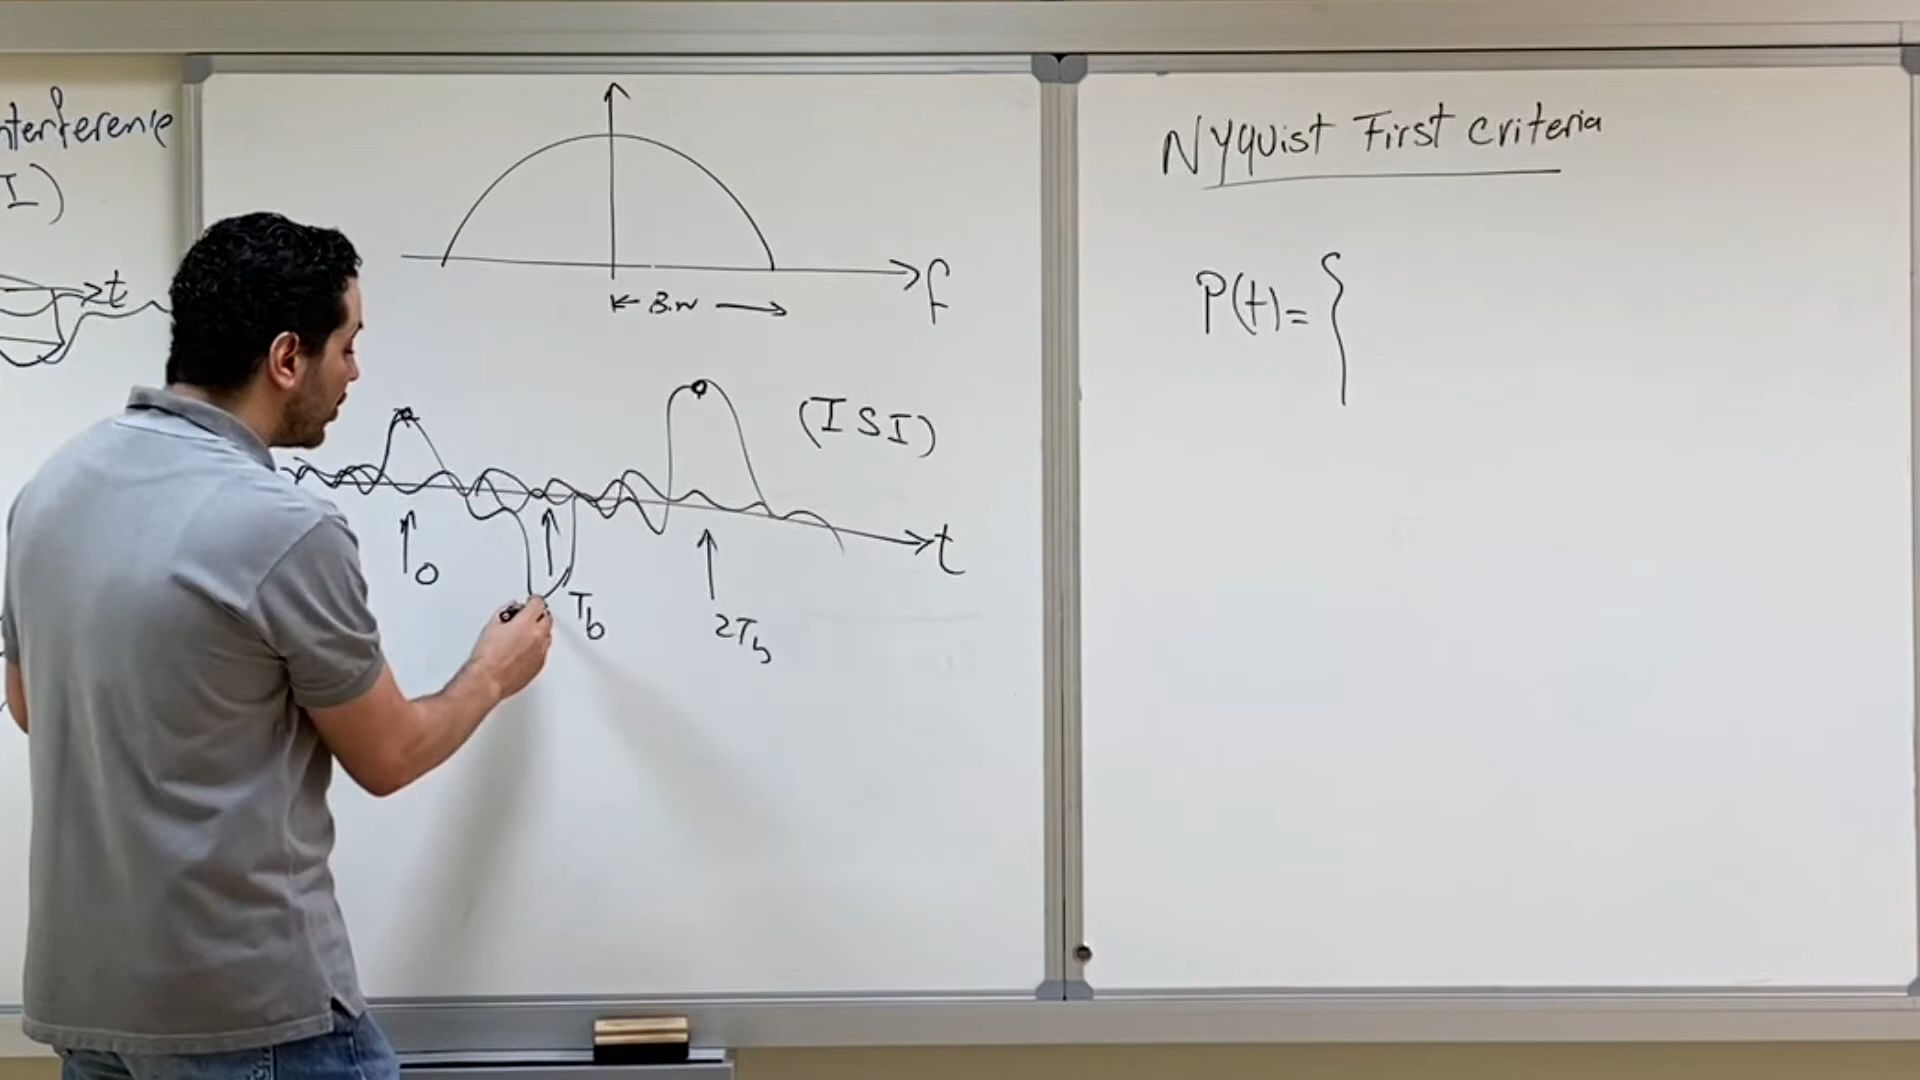 nterference
I)
t
f
B.W
(ISI)
t
0
Tb
2Tb
Nyquist First Criteria
P(t)= {